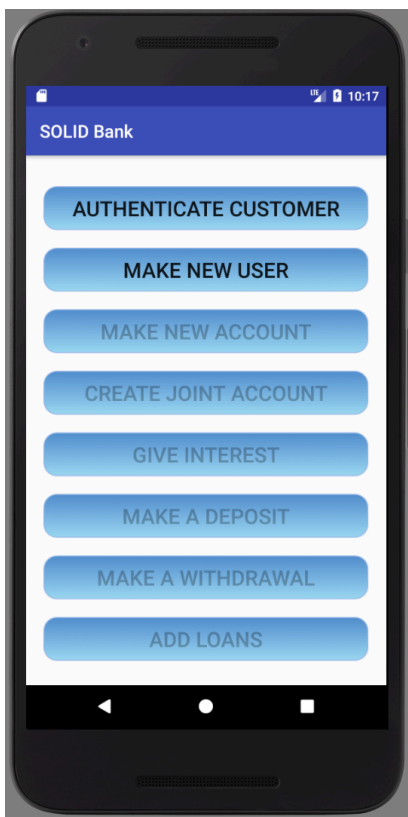 LTE 10:17
SOLID Bank
AUTHENTICATE CUSTOMER
MAKE NEW USER
MAKE NEW ACCOUNT
CREATE JOINT ACCOUNT
GIVE INTEREST
MAKE A DEPOSIT
MAKE A WITHDRAWAL
ADD LOANS